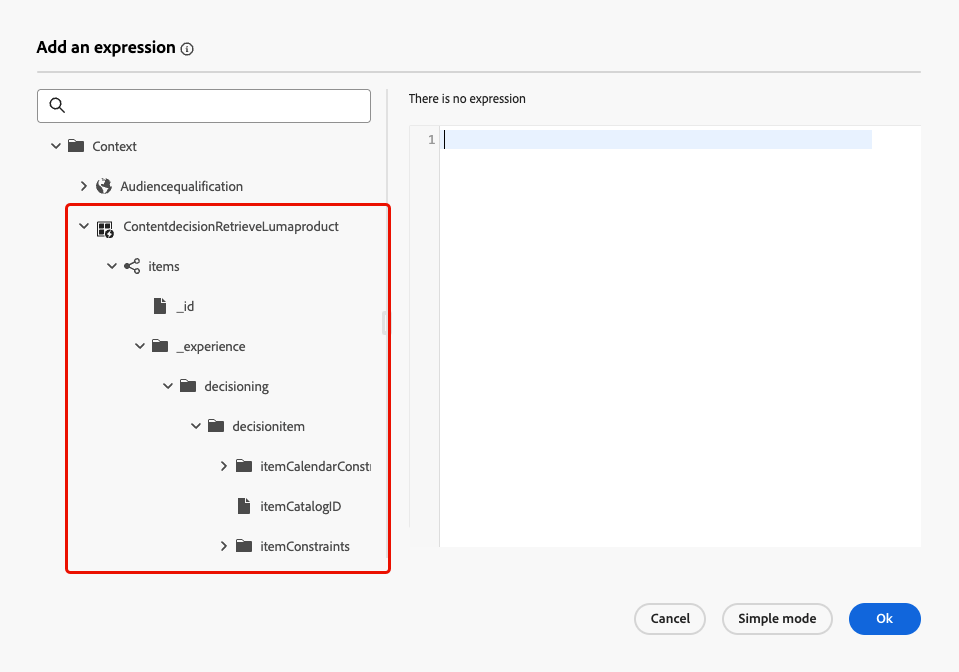 Add an expression
There is no expression
1
Context
Audiencequalification
ContentdecisionRetrieveLumaproduct
items
_id
_experience
decisioning
decisionitem
itemCalendarConstr
itemCatalogID
itemConstraints
Cancel
Simple mode
Ok